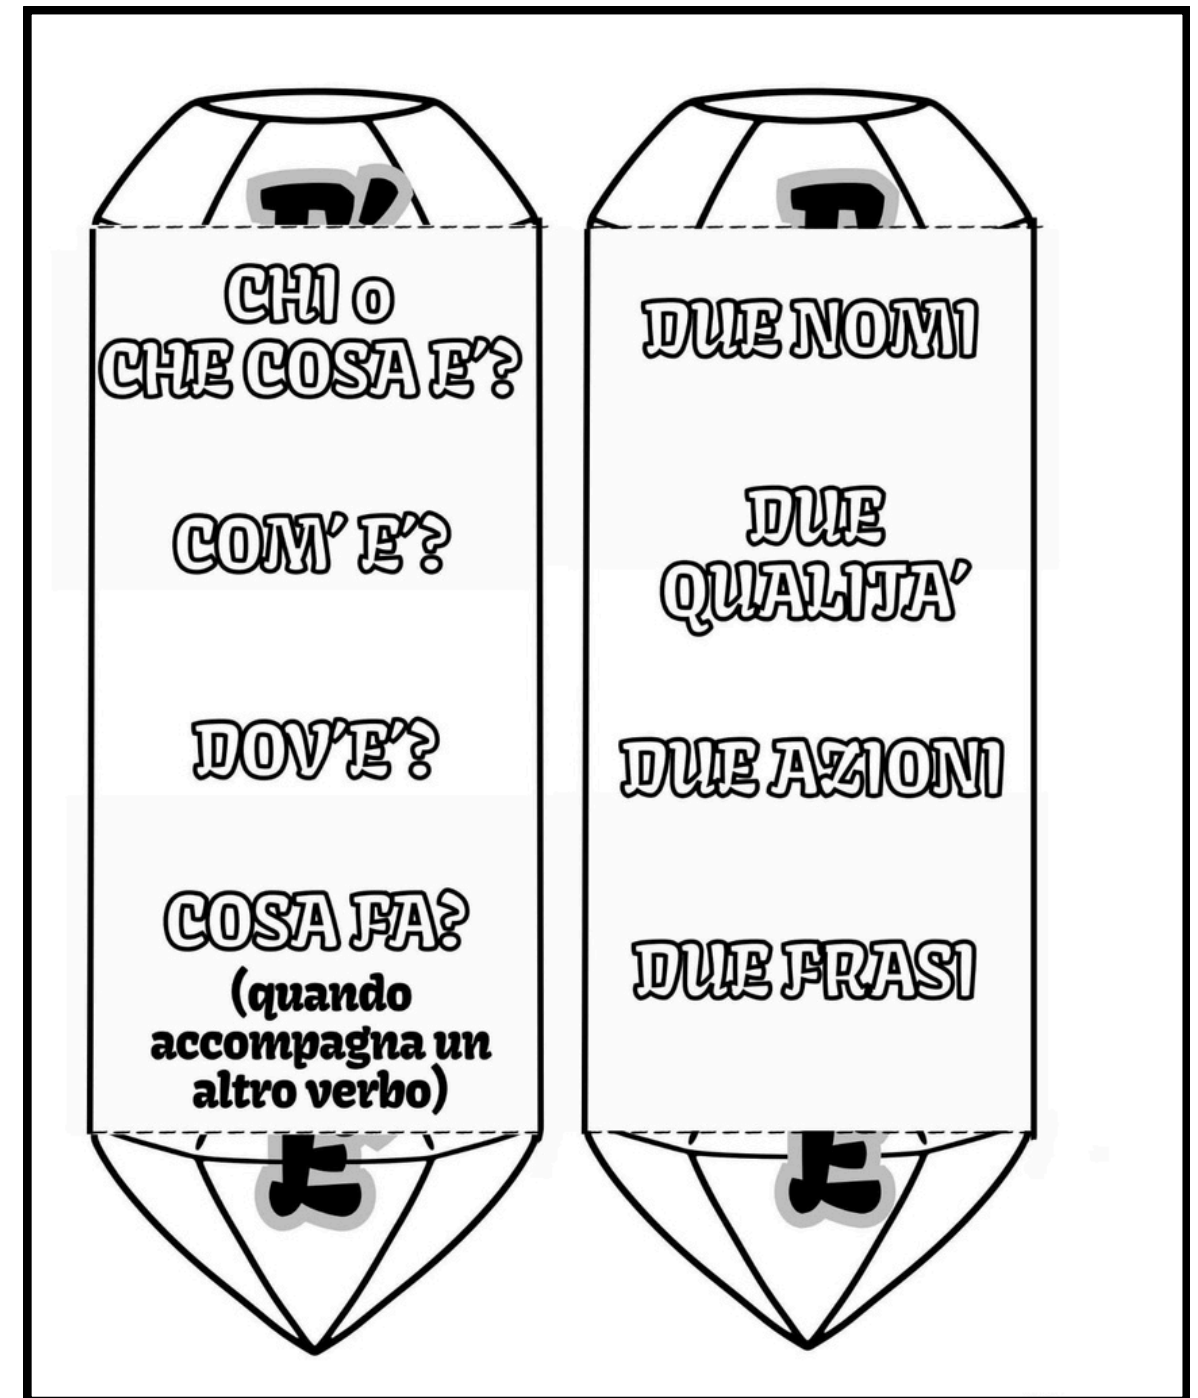 CHI o
CHE COSA E'?
COM' E'?
DOV'E'?
COSA FA?
(quando
accompagna un
altro verbo)
DUE NOMI
DUE
QUALITA'
DUE AZIONI
DUE FRASI